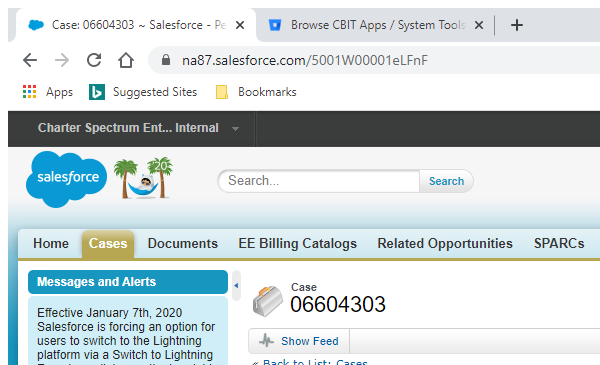 Case: 06604303 ~ Salesforce - Pe
Browse CBIT Apps / System Tools
na87.salesforce.com/5001W00001eLFnF
Apps Suggested Sites Bookmarks
Charter Spectrum Ent... Internal
salesforce
20
Search... Search
Home Cases Documents EE Billing Catalogs Related Opportunities SPARCs
Messages and Alerts
Effective January 7th, 2020
Salesforce is forcing an option for
users to switch to the Lightning
platform via a Switch to Lightning
Case
06604303
Show Feed
« Back to List: Cases